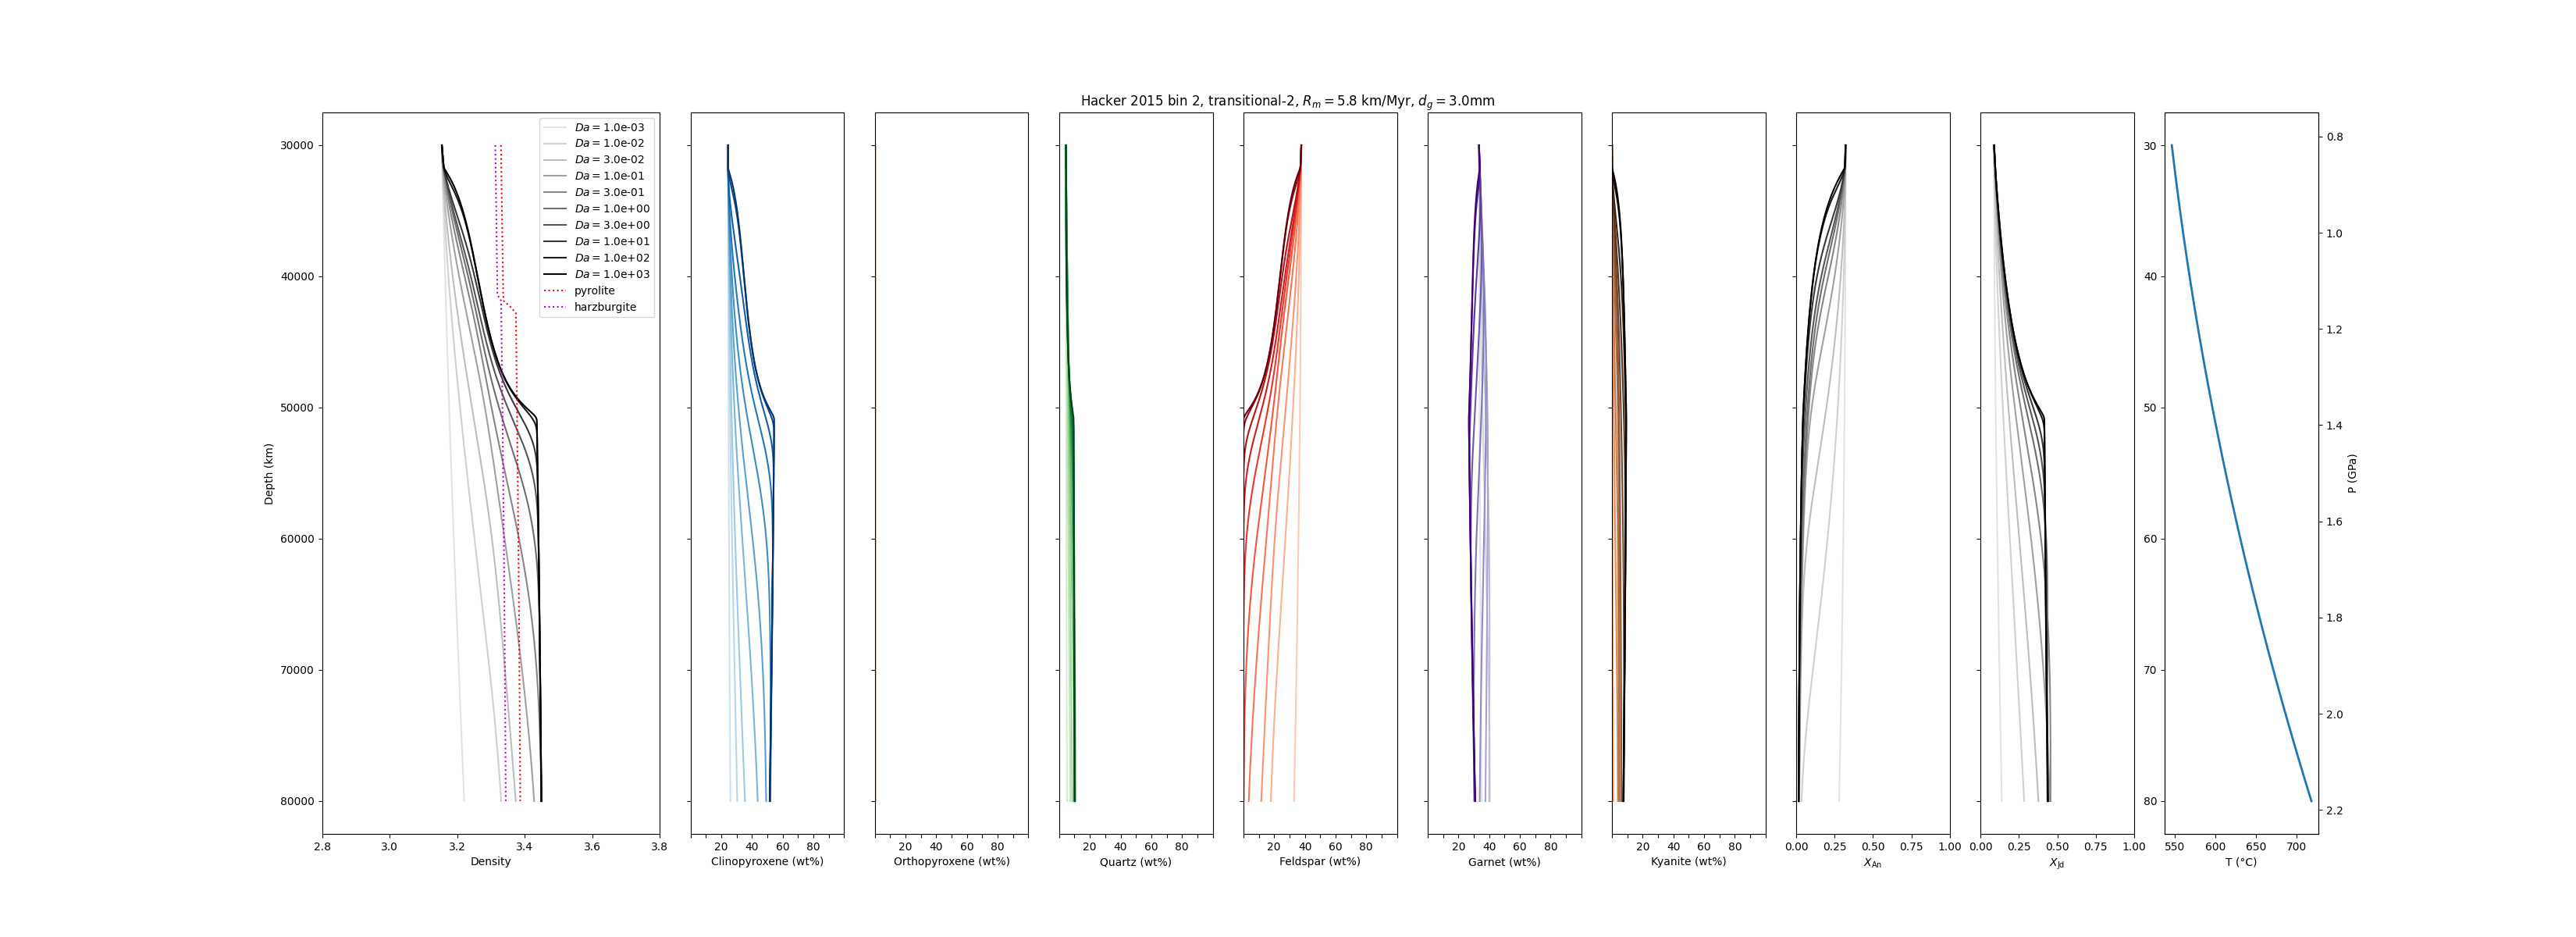 Hacker 2015 bin 2, transitional-2, Rm = 5.8 km/Myr, dg = 3.0mm
Da = 1.0e-03
Da = 1.0e-02
Da = 3.0e-02
Da = 1.0e-01
Da = 3.0e-01
Da = 1.0e+00
Da = 3.0e+00
Da = 1.0e+01
Da = 1.0e+02
Da = 1.0e+03
pyrolite
harzburgite
Depth (km)
30000
40000
50000
60000
70000
80000
2.8 3.0 3.2 3.4 3.6 3.8
Density
20 40 60 80
Clinopyroxene (wt%)
20 40 60 80
Orthopyroxene (wt%)
20 40 60 80
Quartz (wt%)
20 40 60 80
Feldspar (wt%)
20 40 60 80
Garnet (wt%)
20 40 60 80
Kyanite (wt%)
0.00 0.25 0.50 0.75 1.00
XAn
0.00 0.25 0.50 0.75 1.00
XJd
30
40
50
60
70
80
550 600 650 700
T (°C)
0.8
1.0
1.2
1.4
1.6
1.8
2.0
2.2
P (GPa)